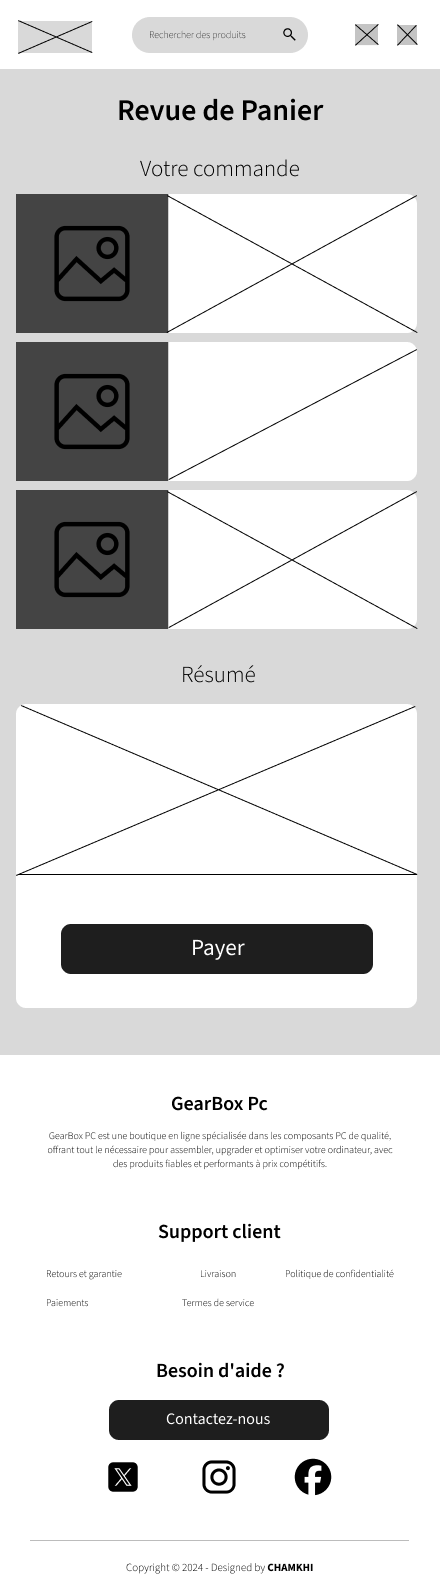 Rechercher des produits
Revue de Panier
Votre commande
Résumé
Payer
GearBox Pc
GearBox PC est une boutique en ligne spécialisée dans les composants PC de qualité,
offrant tout le nécessaire pour assembler, upgrader et optimiser votre ordinateur, avec
des produits fiables et performants à prix compétitifs.
Support client
Retours et garantie Livraison Politique de confidentialité
Paiements Termes de service
Besoin d'aide ?
Contactez-nous
Copyright © 2024 - Designed by CHAMKHI